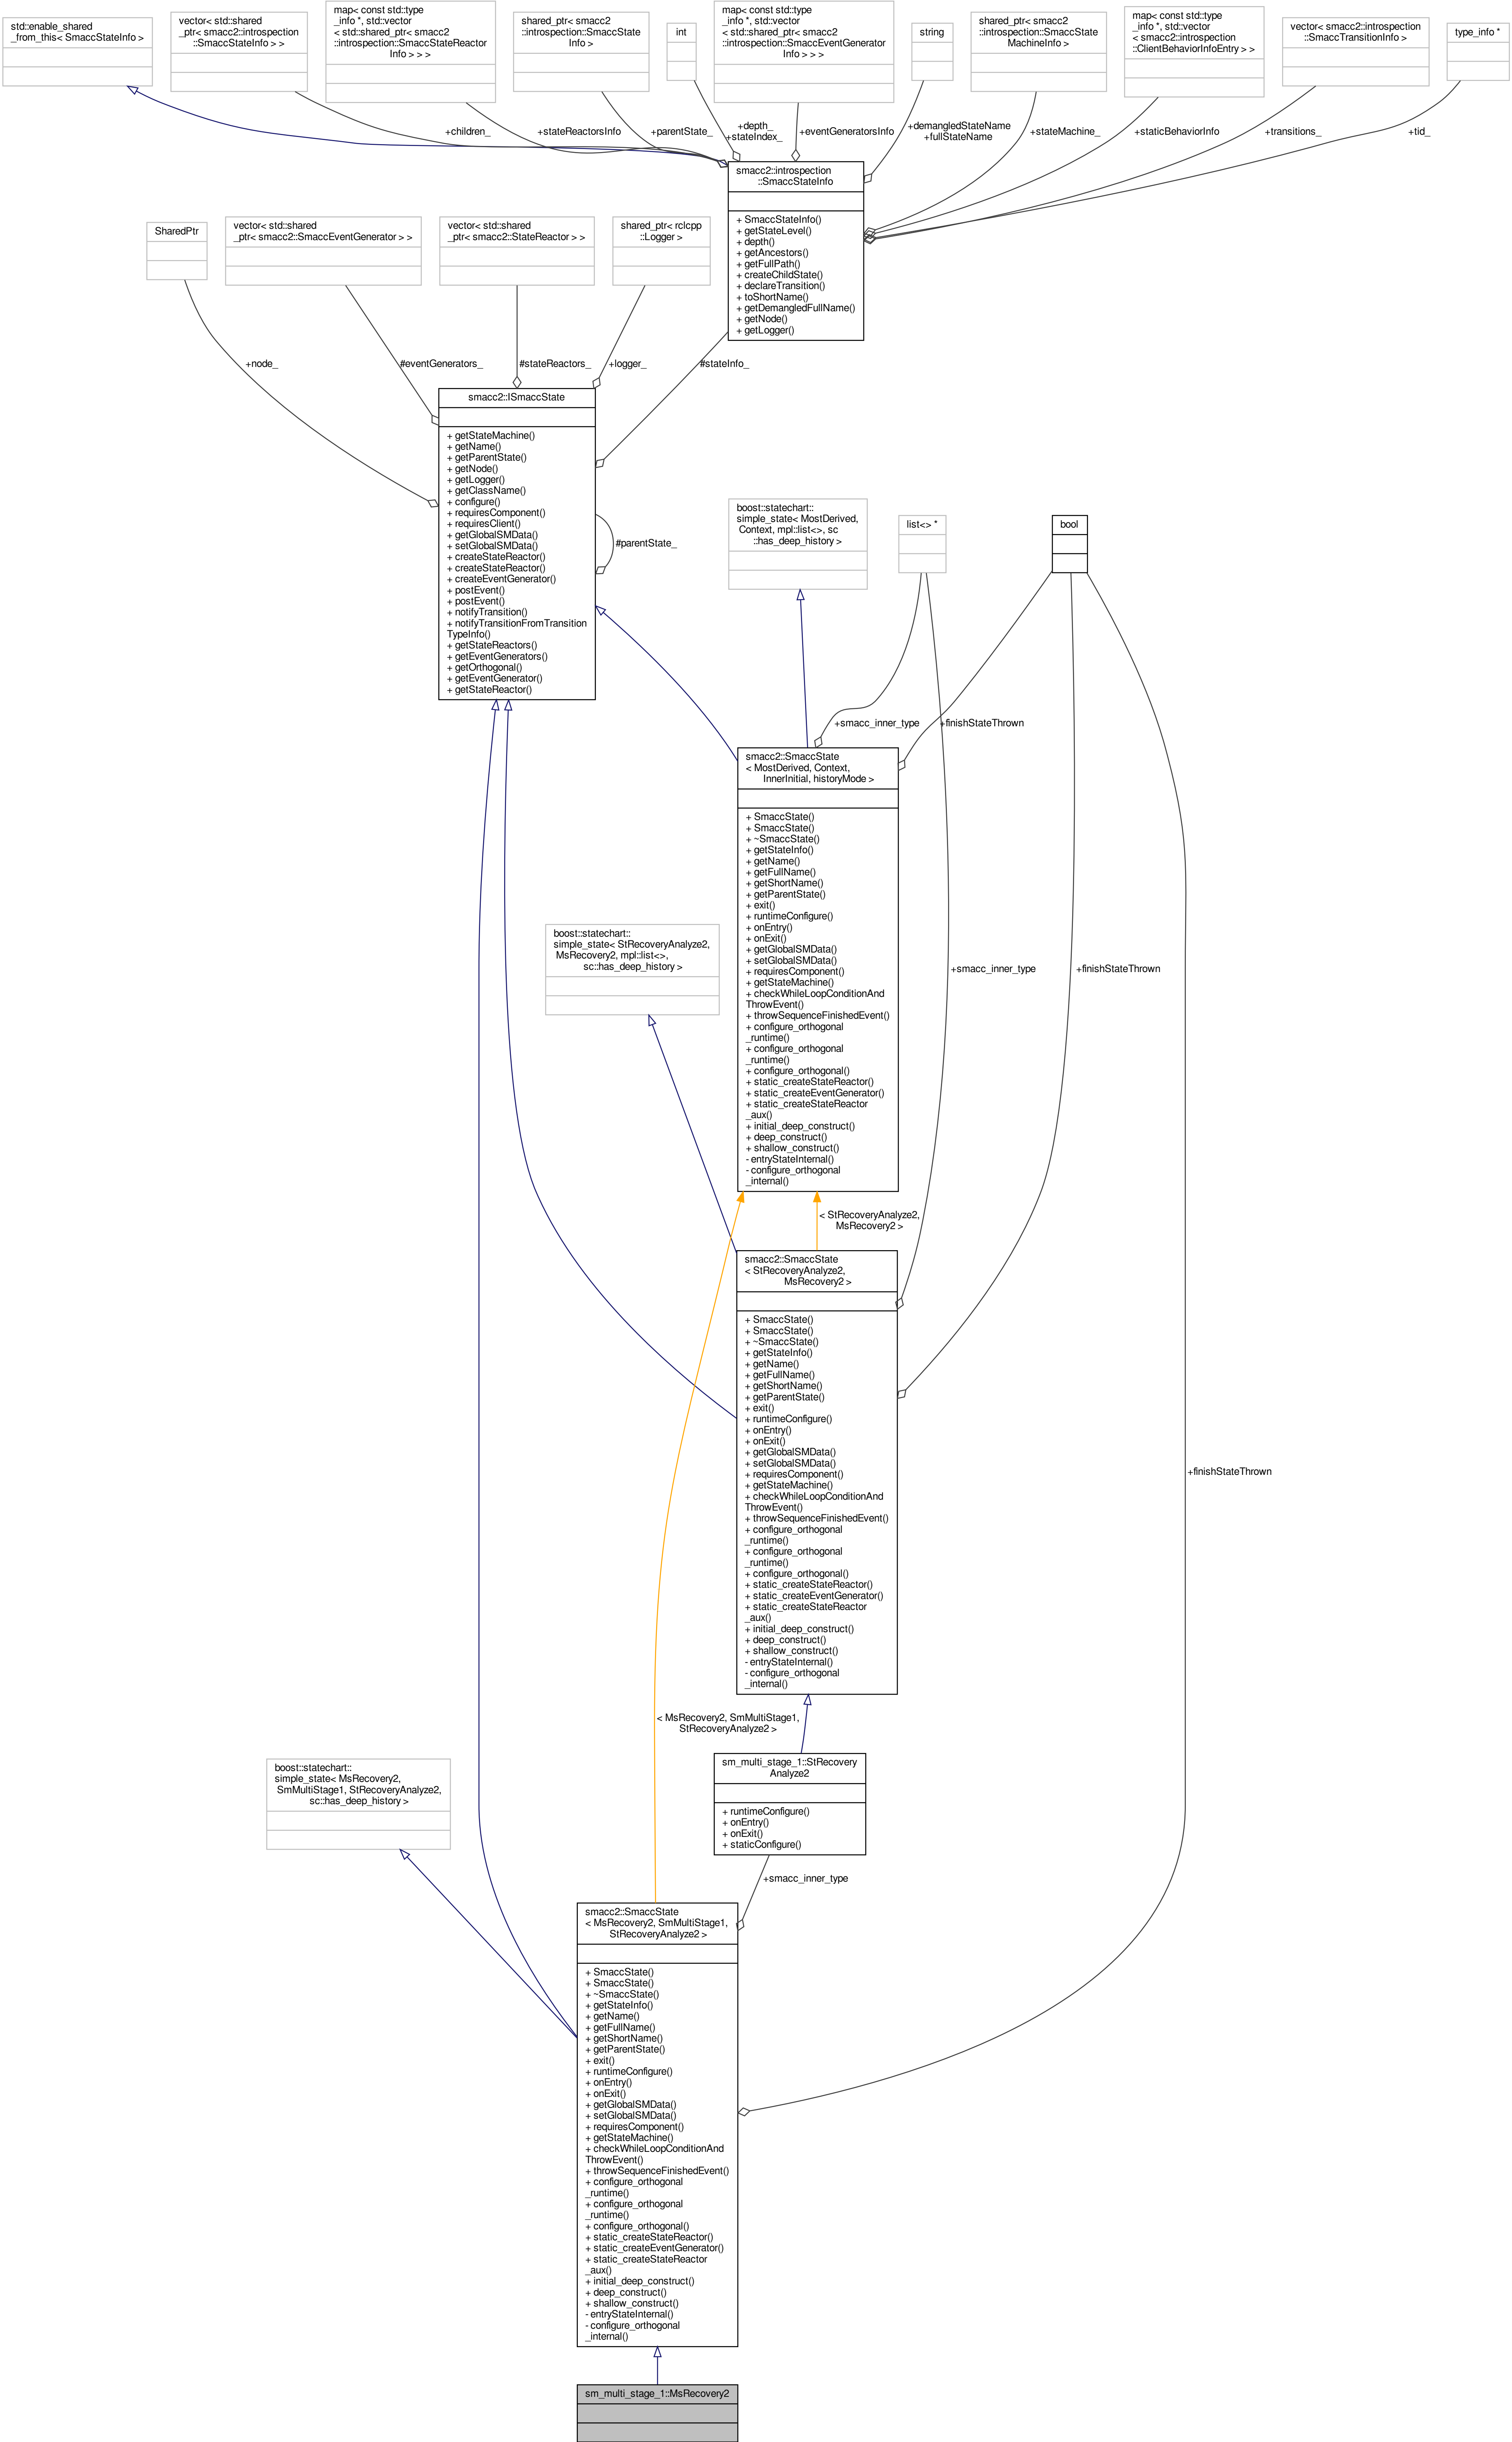 std::enable_shared
_from_this< SmaccStateInfo >
vector< std::shared
_ptr< smacc2::introspection
::SmaccStateInfo > >
map< const std::type
_info *, std::vector
< std::shared_ptr< smacc2
::introspection::SmaccStateReactor
Info > > >
shared_ptr< smacc2
::introspection::SmaccState
Info >
int
map< const std::type
_info *, std::vector
< std::shared_ptr< smacc2
::introspection::SmaccEventGenerator
Info > > >
string
shared_ptr< smacc2
::introspection::SmaccState
MachineInfo >
map< const std::type
_info *, std::vector
< smacc2::introspection
::ClientBehaviorInfoEntry > >
vector< smacc2::introspection
::SmaccTransitionInfo >
type_info *
+children_
+stateReactorsInfo
+parentState_
+depth_
+stateIndex_
+eventGeneratorsInfo
+demangledStateName
+fullStateName
+stateMachine_
+staticBehaviorInfo
+transitions_
+tid_
smacc2::introspection
::SmaccStateInfo
+ SmaccStateInfo()
+ getStateLevel()
+ depth()
+ getAncestors()
+ getFullPath()
+ createChildState()
+ declareTransition()
+ toShortName()
+ getDemangledFullName()
+ getNode()
+ getLogger()
SharedPtr
vector< std::shared
_ptr< smacc2::SmaccEventGenerator > >
vector< std::shared
_ptr< smacc2::StateReactor > >
shared_ptr< rclcpp
::Logger >
+node_
#eventGenerators_
#stateReactors_
+logger_
#stateInfo_
smacc2::ISmaccState
+ getStateMachine()
+ getName()
+ getParentState()
+ getNode()
+ getLogger()
+ getClassName()
+ configure()
+ requiresComponent()
+ requiresClient()
+ getGlobalSMData()
+ setGlobalSMData()
+ createStateReactor()
+ createStateReactor()
+ createEventGenerator()
+ postEvent()
+ postEvent()
+ notifyTransition()
+ notifyTransitionFromTransition
TypeInfo()
+ getStateReactors()
+ getEventGenerators()
+ getOrthogonal()
+ getEventGenerator()
+ getStateReactor()
#parentState_
boost::statechart::
simple_state< MostDerived,
Context, mpl::list<>, sc
::has_deep_history >
list<> *
bool
+smacc_inner_type
+finishStateThrown
smacc2::SmaccState
< MostDerived, Context,
InnerInitial, historyMode >
+ SmaccState()
+ SmaccState()
+ ~SmaccState()
+ getStateInfo()
+ getName()
+ getFullName()
+ getShortName()
+ getParentState()
+ exit()
+ runtimeConfigure()
+ onEntry()
+ onExit()
+ getGlobalSMData()
+ setGlobalSMData()
+ requiresComponent()
+ getStateMachine()
+ checkWhileLoopConditionAnd
ThrowEvent()
+ throwSequenceFinishedEvent()
+ configure_orthogonal
_runtime()
+ configure_orthogonal
_runtime()
+ configure_orthogonal()
+ static_createStateReactor()
+ static_createEventGenerator()
+ static_createStateReactor
_aux()
+ initial_deep_construct()
+ deep_construct()
+ shallow_construct()
- entryStateInternal()
- configure_orthogonal
_internal()
boost::statechart::
simple_state< StRecoveryAnalyze2,
MsRecovery2, mpl::list<>,
sc::has_deep_history >
+smacc_inner_type
+finishStateThrown
< StRecoveryAnalyze2,
MsRecovery2 >
smacc2::SmaccState
< StRecoveryAnalyze2,
MsRecovery2 >
+ SmaccState()
+ SmaccState()
+ ~SmaccState()
+ getStateInfo()
+ getName()
+ getFullName()
+ getShortName()
+ getParentState()
+ exit()
+ runtimeConfigure()
+ onEntry()
+ onExit()
+ getGlobalSMData()
+ setGlobalSMData()
+ requiresComponent()
+ getStateMachine()
+ checkWhileLoopConditionAnd
ThrowEvent()
+ throwSequenceFinishedEvent()
+ configure_orthogonal
_runtime()
+ configure_orthogonal
_runtime()
+ configure_orthogonal()
+ static_createStateReactor()
+ static_createEventGenerator()
+ static_createStateReactor
_aux()
+ initial_deep_construct()
+ deep_construct()
+ shallow_construct()
- entryStateInternal()
- configure_orthogonal
_internal()
+finishStateThrown
< MsRecovery2, SmMultiStage1,
StRecoveryAnalyze2 >
boost::statechart::
simple_state< MsRecovery2,
SmMultiStage1, StRecoveryAnalyze2,
sc::has_deep_history >
sm_multi_stage_1::StRecovery
Analyze2
+ runtimeConfigure()
+ onEntry()
+ onExit()
+ staticConfigure()
+smacc_inner_type
smacc2::SmaccState
< MsRecovery2, SmMultiStage1,
StRecoveryAnalyze2 >
+ SmaccState()
+ SmaccState()
+ ~SmaccState()
+ getStateInfo()
+ getName()
+ getFullName()
+ getShortName()
+ getParentState()
+ exit()
+ runtimeConfigure()
+ onEntry()
+ onExit()
+ getGlobalSMData()
+ setGlobalSMData()
+ requiresComponent()
+ getStateMachine()
+ checkWhileLoopConditionAnd
ThrowEvent()
+ throwSequenceFinishedEvent()
+ configure_orthogonal
_runtime()
+ configure_orthogonal
_runtime()
+ configure_orthogonal()
+ static_createStateReactor()
+ static_createEventGenerator()
+ static_createStateReactor
_aux()
+ initial_deep_construct()
+ deep_construct()
+ shallow_construct()
- entryStateInternal()
- configure_orthogonal
_internal()
sm_multi_stage_1::MsRecovery2